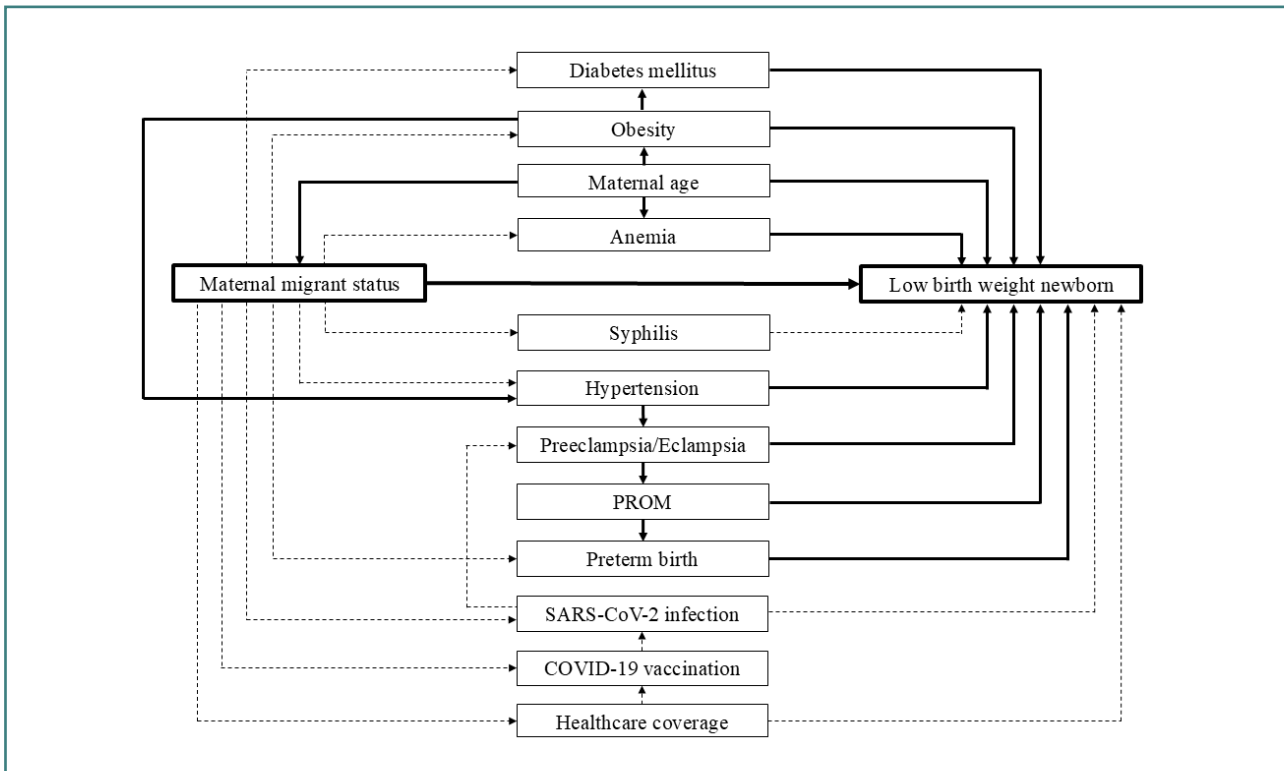 Diabetes mellitus
Obesity
Maternal age
Anemia
Maternal migrant status
Low birth weight newborn
Syphilis
Hypertension
Preeclampsia/Eclampsia
PROM
Preterm birth
SARS-CoV-2 infection
COVID-19 vaccination
Healthcare coverage